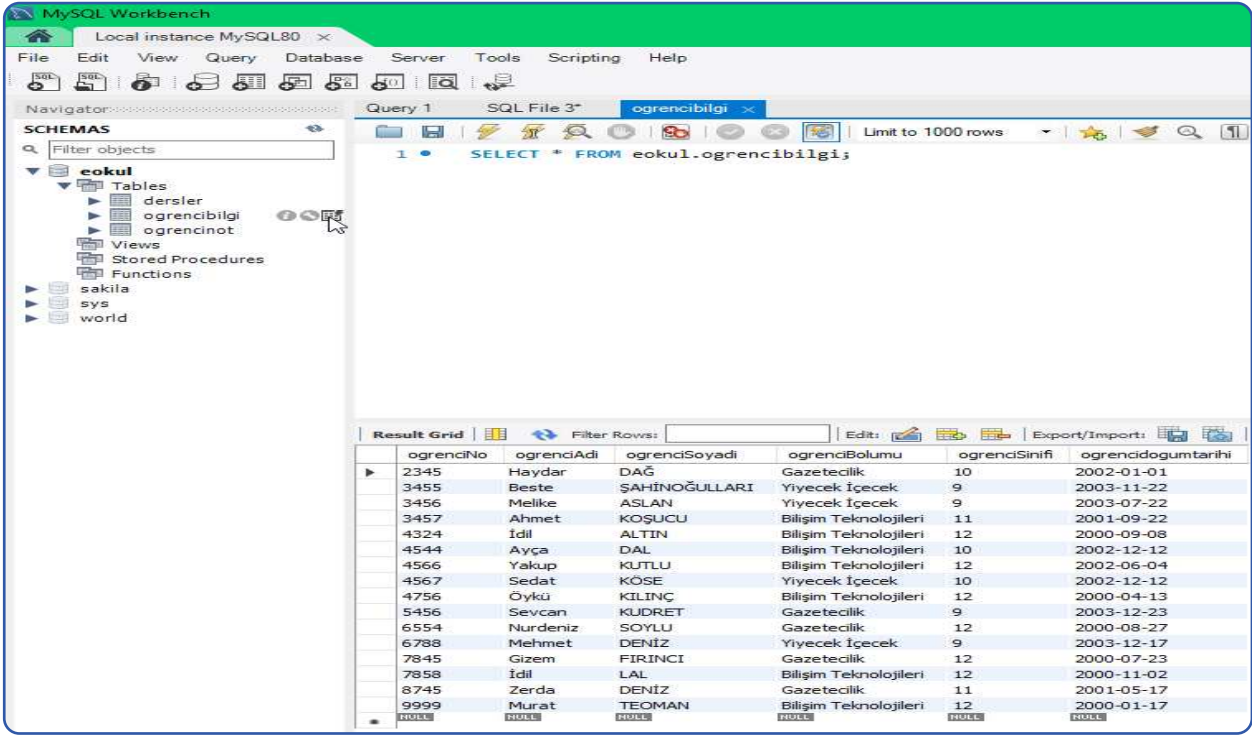 MySQL Workbench
Local instance MySQL80 ×
File Edit View Query Database Server Tools Scripting Help
Navigator
Query 1 SQL File 3* ogrencibilgi ×
SCHEMAS
Limit to 1000 rows
Filter objects
1 SELECT * FROM eokul.ogrencibilgi;
eokul
Tables
dersler
ogrencibilgi
ogrencinot
Views
Stored Procedures
Functions
sakila
sys
world
Result Grid Filter Rows: Edit: Export/Import:
ogrenciNo ogrenciAdi ogrenciSoyadi ogrenciBolumu ogrenciSinifi ogrencidogumtarihi
2345 Haydar DAĞ Gazetecilik 10 2002-01-01
3455 Beste ŞAHİNOĞULLARI Yiyecek İçecek 9 2003-11-22
3456 Melike ASLAN Yiyecek İçecek 9 2003-07-22
3457 Ahmet KOŞUCU Bilişim Teknolojileri 11 2001-09-22
4324 İdil ALTIN Bilişim Teknolojileri 12 2000-09-08
4544 Ayça DAL Bilişim Teknolojileri 10 2002-12-12
4566 Yakup KUTLU Bilişim Teknolojileri 12 2002-06-04
4567 Sedat KÖSE Yiyecek İçecek 10 2002-12-12
4756 Öykü KILINÇ Bilişim Teknolojileri 12 2000-04-13
5456 Sevcan KUDRET Gazetecilik 9 2003-12-23
6554 Nurdeniz SOYLU Gazetecilik 12 2000-08-27
6788 Mehmet DENİZ Yiyecek İçecek 9 2003-12-17
7845 Gizem FIRINCI Gazetecilik 12 2000-07-23
7858 İdil LAL Bilişim Teknolojileri 12 2000-11-02
8745 Zerda DENİZ Gazetecilik 11 2001-05-17
9999 Murat TEOMAN Bilişim Teknolojileri 12 2000-01-17
NULL NULL NULL NULL NULL NULL